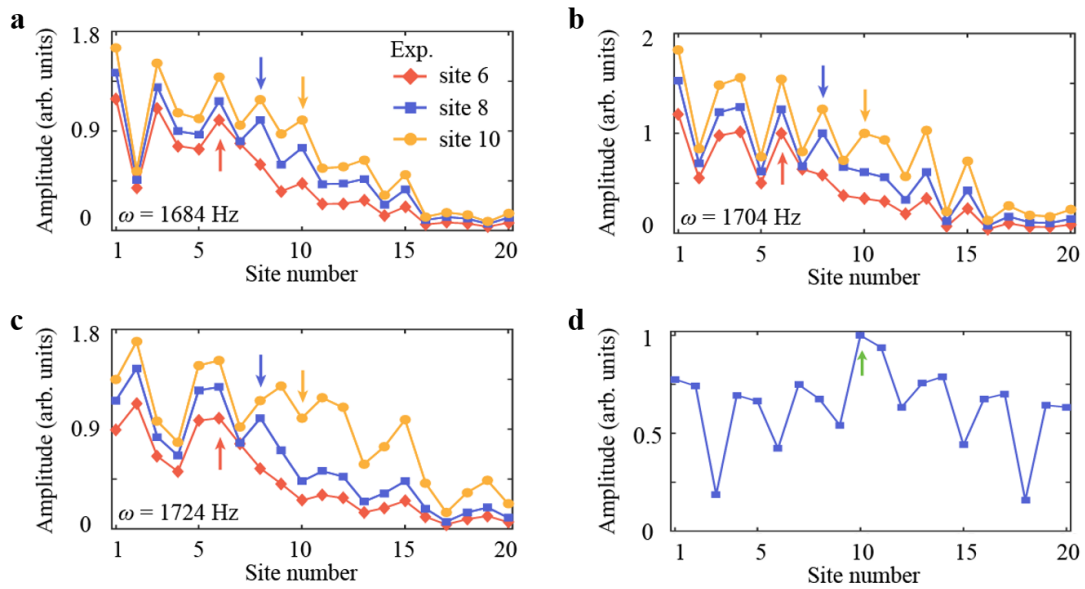 a
Amplitude (arb. units)
1.8
0.9
0
Exp.
site 6
site 8
site 10
ω = 1684 Hz
1
5
10
15
20
Site number
b
Amplitude (arb. units)
2
1
0
ω = 1704 Hz
1
5
10
15
20
Site number
c
Amplitude (arb. units)
1.8
0.9
0
ω = 1724 Hz
1
5
10
15
20
Site number
d
Amplitude (arb. units)
1
0.5
0
1
5
10
15
20
Site number